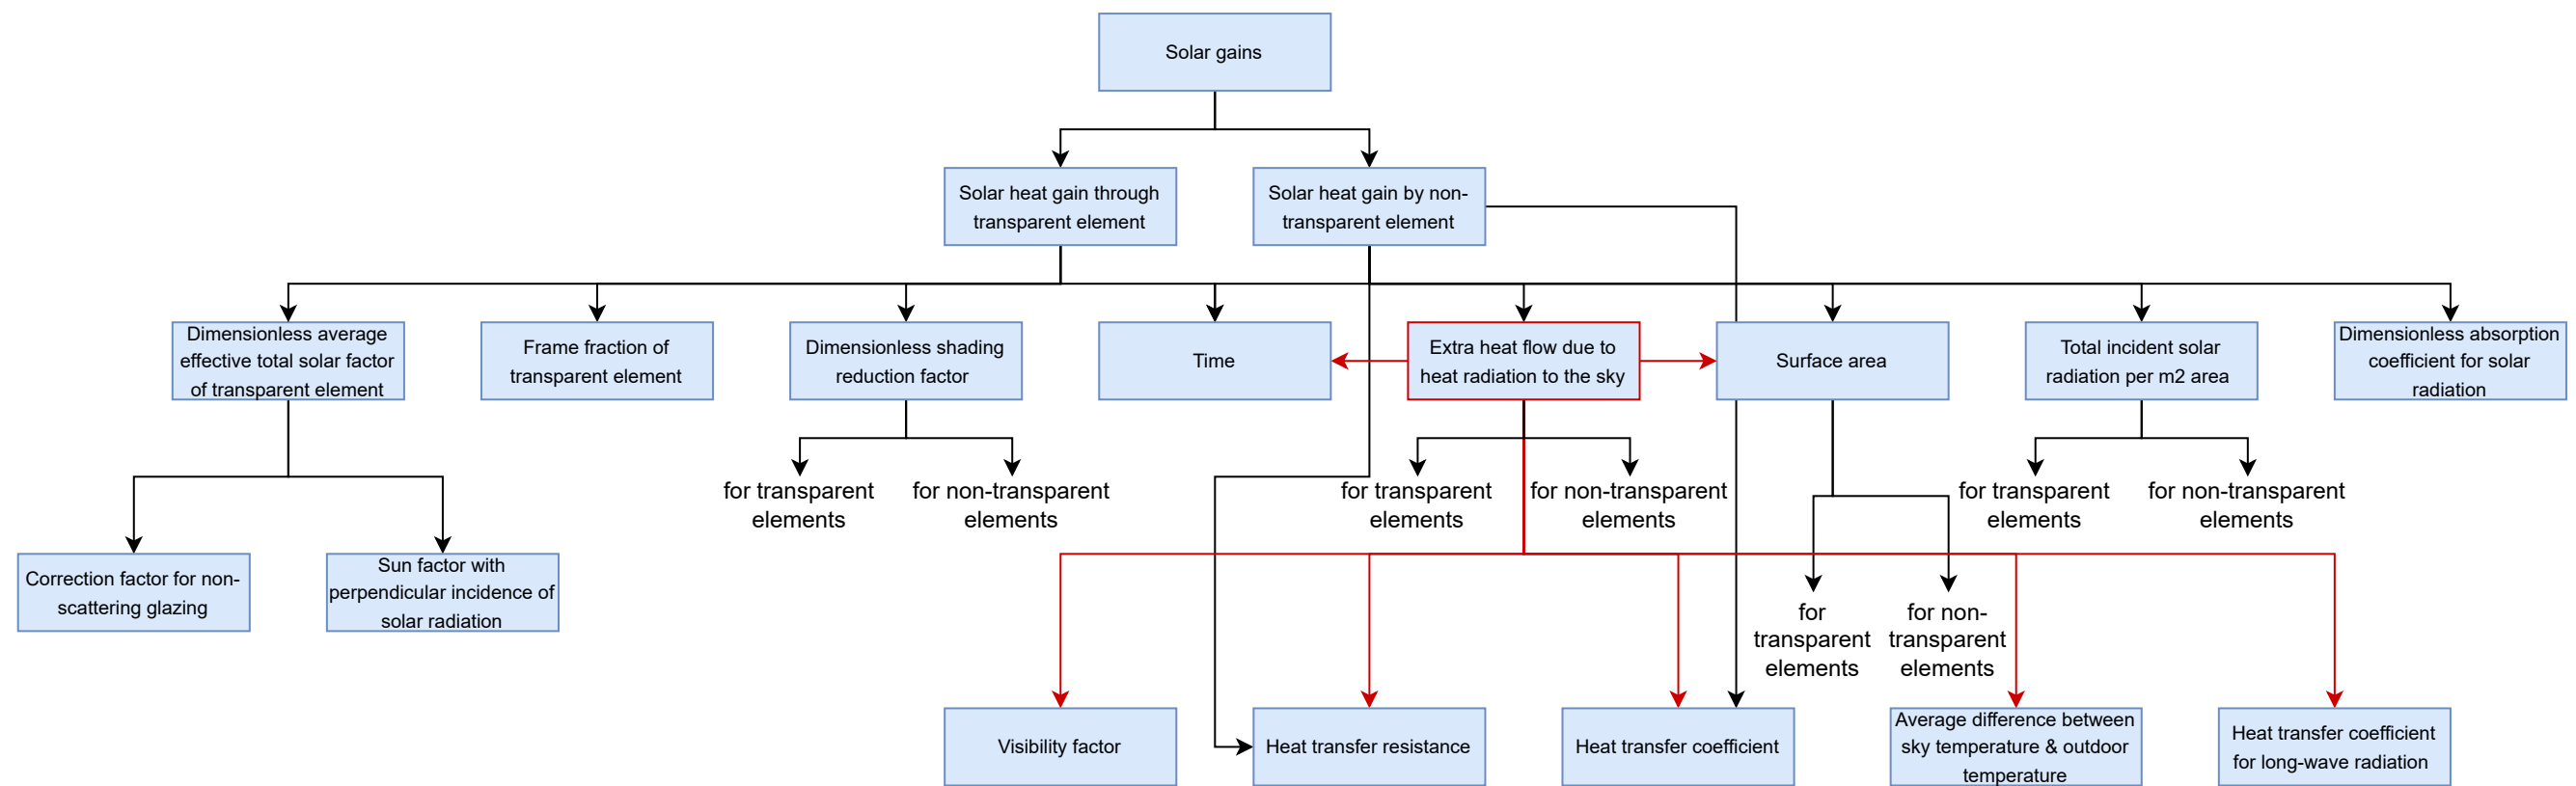 Solar gains
Solar heat gain through
transparent element
Solar heat gain by non-
transparent element
Dimensionless average
effective total solar factor
of transparent element
Frame fraction of
transparent element
Dimensionless shading
reduction factor
Time
Extra heat flow due to
heat radiation to the sky
Surface area
Total incident solar
radiation per m2 area
Dimensionless absorption
coefficient for solar
radiation
for transparent
elements
for non-transparent
elements
for transparent
elements
for non-transparent
elements
for transparent
elements
for non-transparent
elements
Correction factor for non-
scattering glazing
Sun factor with
perpendicular incidence of
solar radiation
for
transparent
elements
for non-
transparent
elements
Visibility factor
Heat transfer resistance
Heat transfer coefficient
Average difference between
sky temperature & outdoor
temperature
Heat transfer coefficient
for long-wave radiation